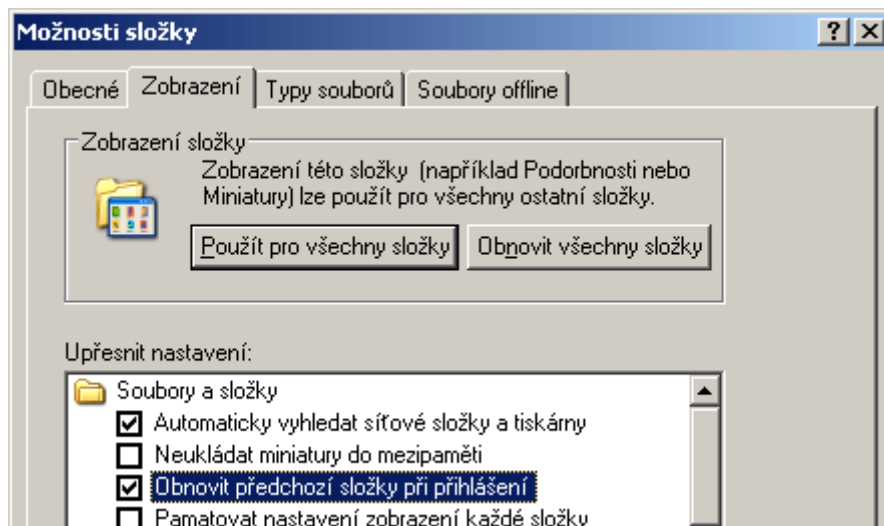 Možnosti složky
Obecné Zobrazení Typy souborů Soubory offline
Zobrazení složky
Zobrazení této složky (například Podorbnosti nebo
Miniatury) lze použít pro všechny ostatní složky.
Použít pro všechny složky Obnovit všechny složky
Upřesnit nastavení:
Soubory a složky
Automaticky vyhledat síťové složky a tiskárny
Neukládat miniatury do mezipaměti
Obnovit předchozí složky při přihlášení
Pamatovat nastavení zobrazení každé složky